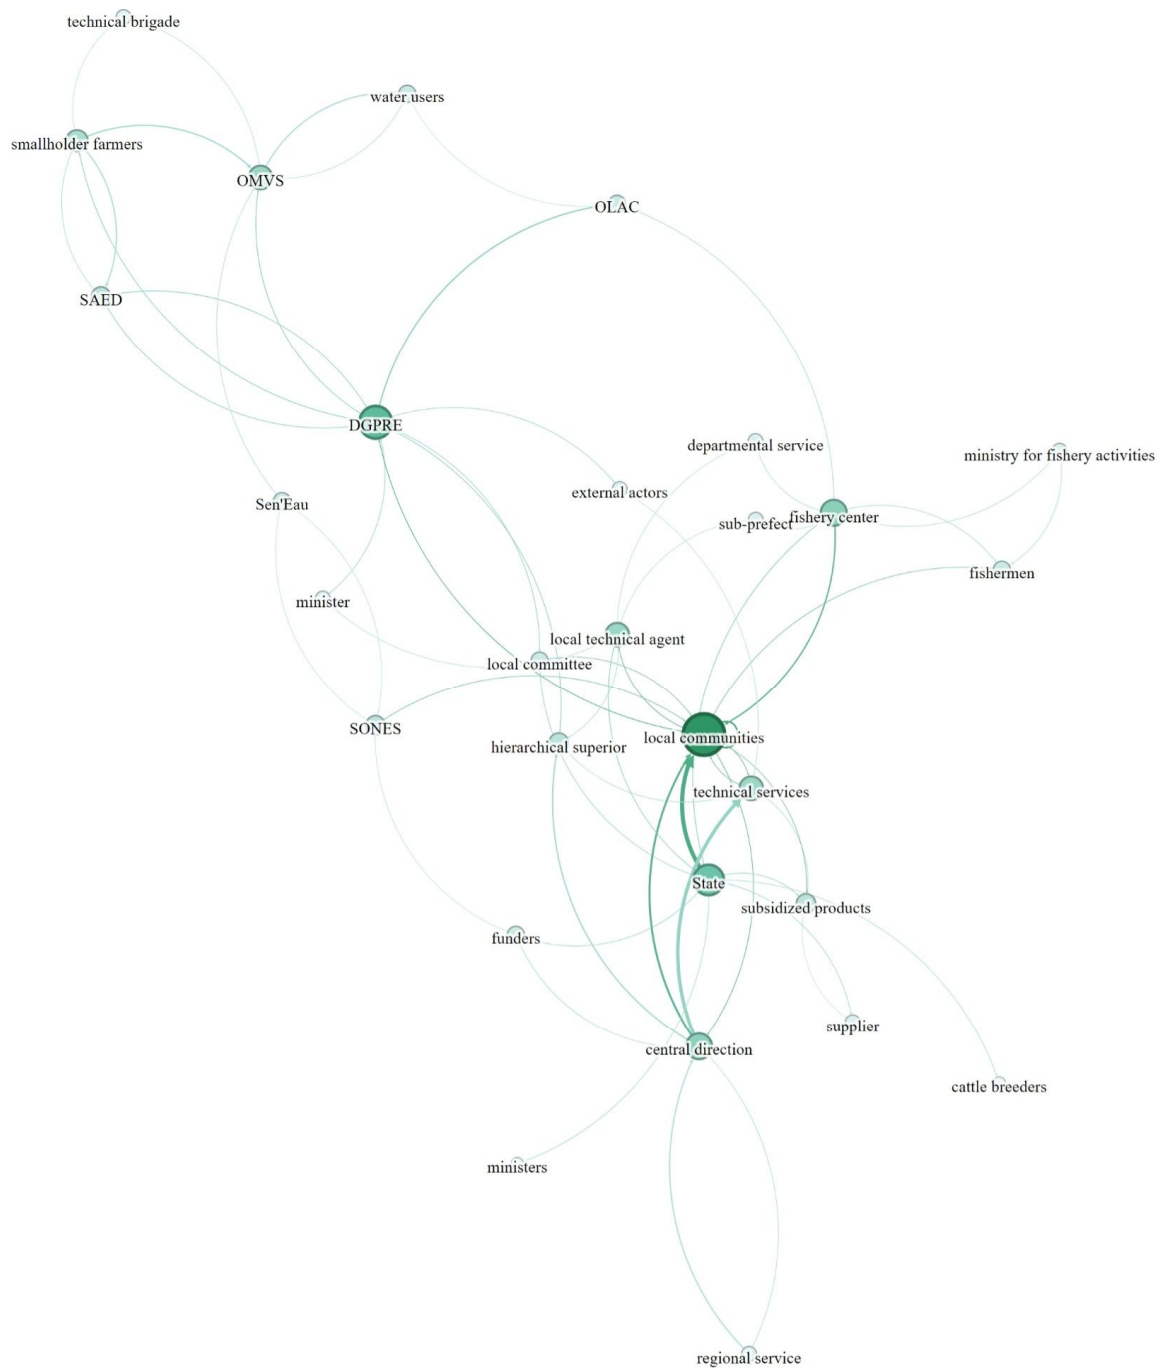 technical brigade
water users
smallholder farmers
OMVS
OLAC
SAED
DGPRE
departmental service
ministry for fishery activities
external actors
Sen'Eau
sub-prefect
fishery center
fishermen
minister
local technical agent
local committee
SONES
local communities
hierarchical superior
technical services
State
subsidized products
funders
supplier
central direction
cattle breeders
ministers
regional service